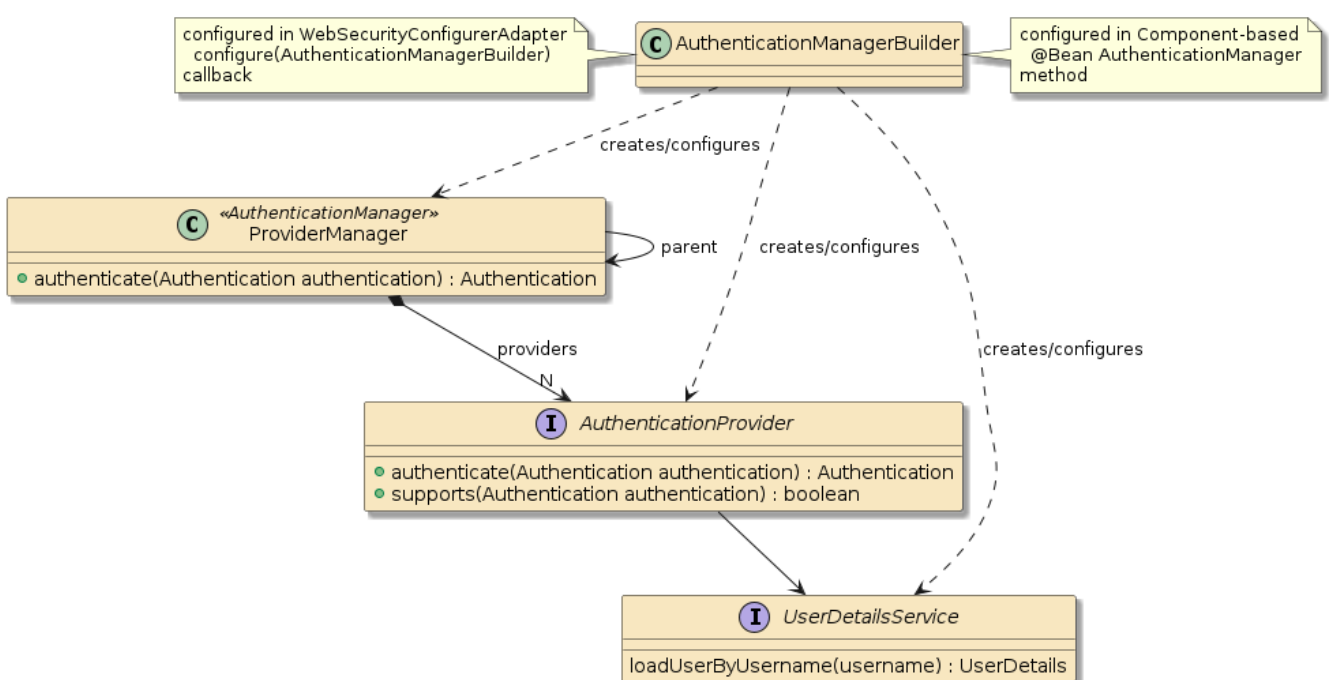 configured in WebSecurityConfigurerAdapter
configure(AuthenticationManagerBuilder)
callback
C AuthenticationManagerBuilder
configured in Component-based
@Bean AuthenticationManager
method
creates/configures
«AuthenticationManager»
C ProviderManager
authenticate(Authentication authentication) : Authentication
parent
creates/configures
creates/configures
providers
N
I AuthenticationProvider
authenticate(Authentication authentication) : Authentication
supports(Authentication authentication) : boolean
I UserDetailsService
loadUserByUsername(username) : UserDetails